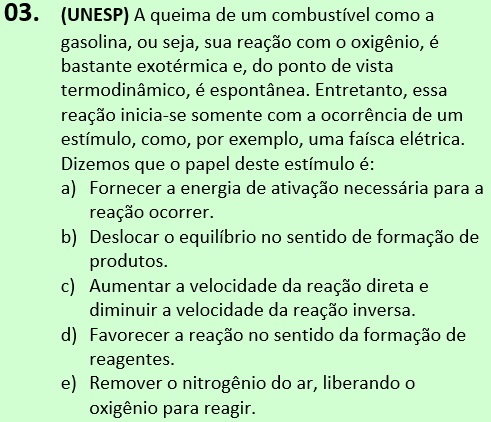 03. (UNESP) A queima de um combustível como a
gasolina, ou seja, sua reação com o oxigênio, é
bastante exotérmica e, do ponto de vista
termodinâmico, é espontânea. Entretanto, essa
reação inicia-se somente com a ocorrência de um
estímulo, como, por exemplo, uma faísca elétrica.
Dizemos que o papel deste estímulo é:
a) Fornecer a energia de ativação necessária para a
reação ocorrer.
b) Deslocar o equilíbrio no sentido de formação de
produtos.
c) Aumentar a velocidade da reação direta e
diminuir a velocidade da reação inversa.
d) Favorecer a reação no sentido da formação de
reagentes.
e) Remover o nitrogênio do ar, liberando o
oxigênio para reagir.